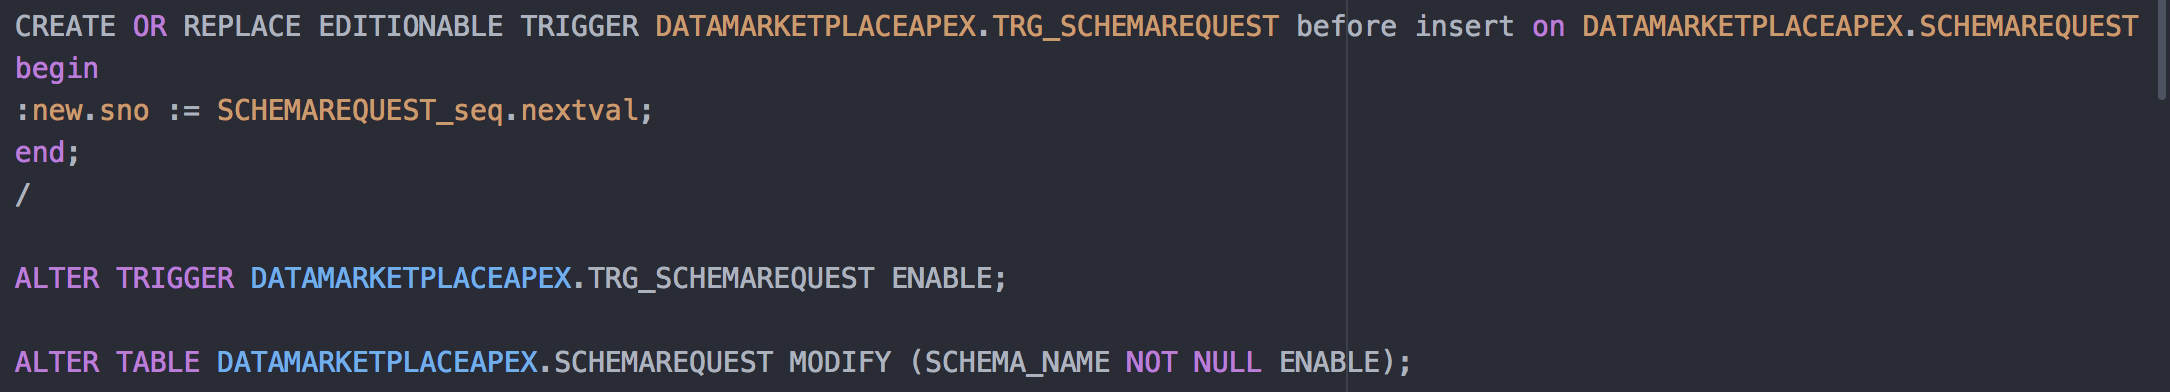 CREATE OR REPLACE EDITIONABLE TRIGGER DATAMARKETPLACEAPEX.TRG_SCHEMAREQUEST before insert on DATAMARKETPLACEAPEX.SCHEMAREQUEST
begin
:new.sno := SCHEMAREQUEST_seq.nextval;
end;
/
ALTER TRIGGER DATAMARKETPLACEAPEX.TRG_SCHEMAREQUEST ENABLE;
ALTER TABLE DATAMARKETPLACEAPEX.SCHEMAREQUEST MODIFY (SCHEMA_NAME NOT NULL ENABLE);